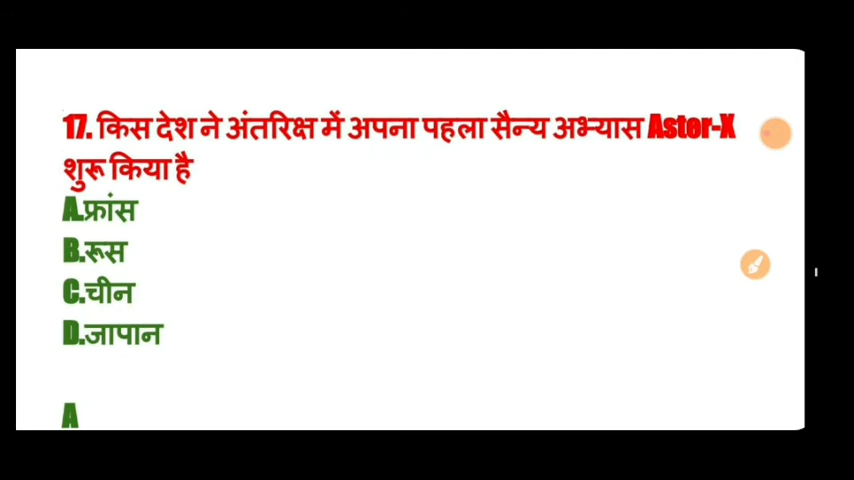 17. किस देश ने अंतरिक्ष में अपना पहला सैन्य अभ्यास Aster-X
शुरू किया है
A.फ्रांस
B.रूस
C.चीन
D.जापान
A